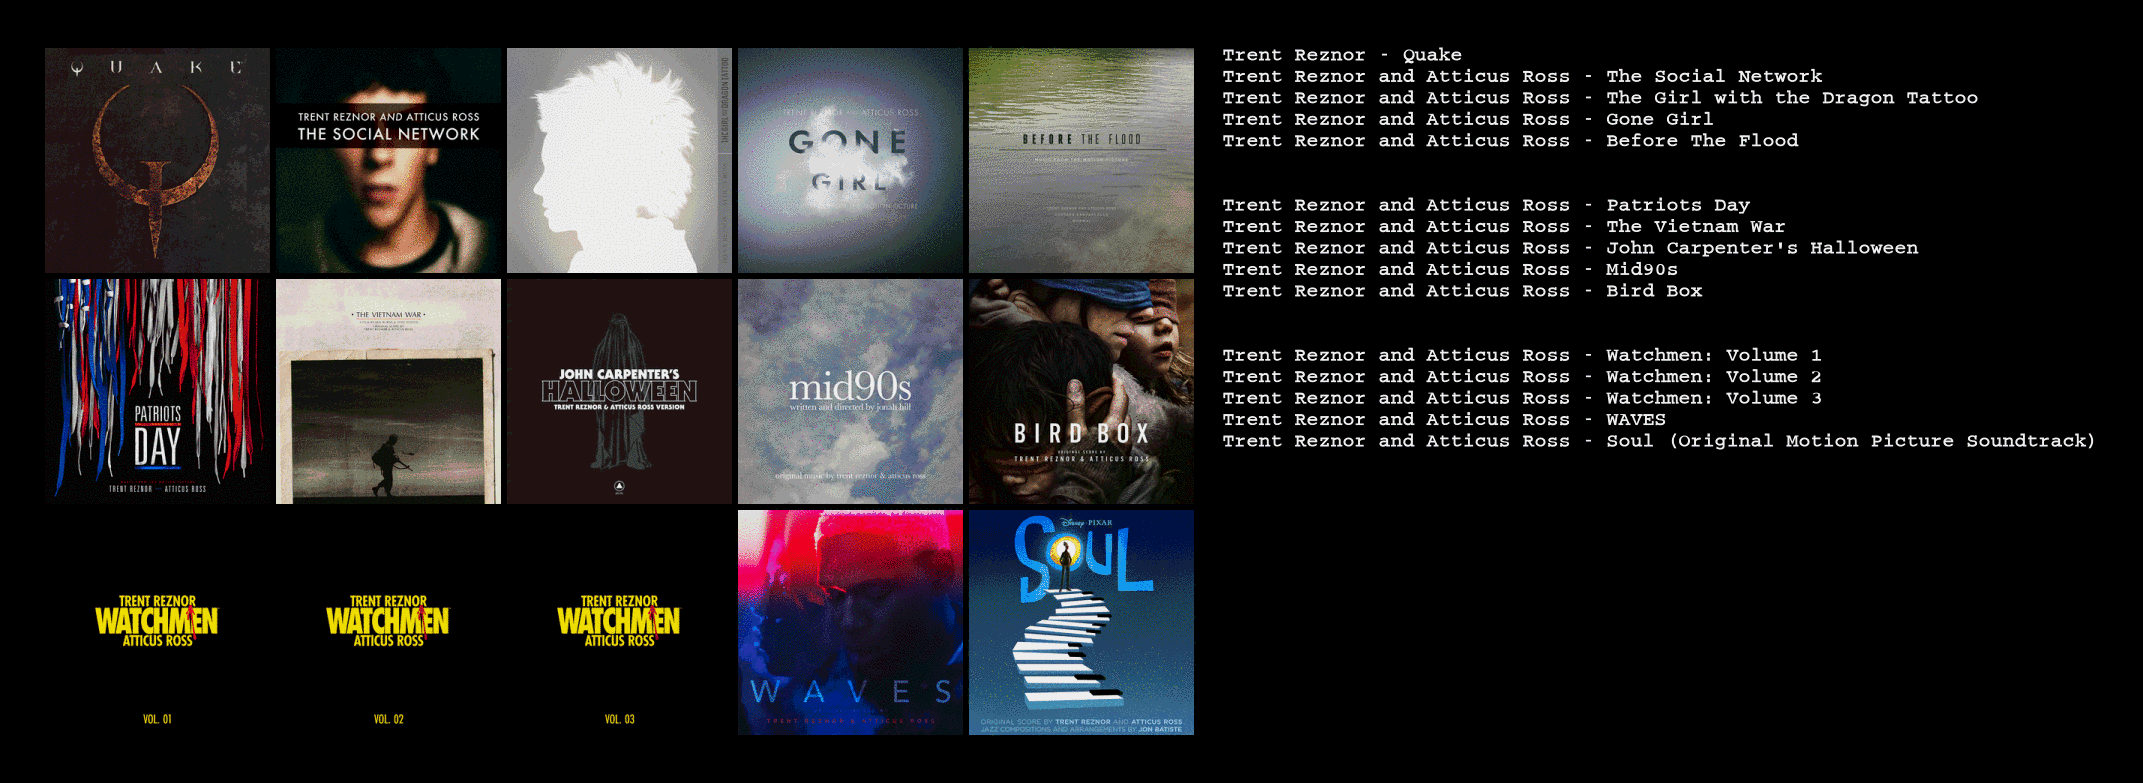 QUAKE
TRENT REZNOR AND ATTICUS ROSS
THE SOCIAL NETWORK
THE GIRL WITH THE DRAGON TATTOO
TRENT REZNOR AND ATTICUS ROSS
GONE
GIRL
BEFORE THE FLOOD
MUSIC FROM THE MOTION PICTURE
PATRIOTS
DAY
TRENT REZNOR ATTICUS ROSS
• THE VIETNAM WAR •
JOHN CARPENTER'S
HALLOWEEN
TRENT REZNOR & ATTICUS ROSS VERSION
mid90s
written and directed by jonah hill
original music by trent reznor & atticus ross
BIRD BOX
ORIGINAL SCORE BY
TRENT REZNOR & ATTICUS ROSS
TRENT REZNOR
WATCHMEN
ATTICUS ROSS
VOL. 01
TRENT REZNOR
WATCHMEN
ATTICUS ROSS
VOL. 02
TRENT REZNOR
WATCHMEN
ATTICUS ROSS
VOL. 03
WAVES
TRENT REZNOR & ATTICUS ROSS
Disney • PIXAR
SOUL
ORIGINAL SCORE BY TRENT REZNOR AND ATTICUS ROSS
JAZZ COMPOSITIONS AND ARRANGEMENTS BY JON BATISTE
Trent Reznor - Quake
Trent Reznor and Atticus Ross - The Social Network
Trent Reznor and Atticus Ross - The Girl with the Dragon Tattoo
Trent Reznor and Atticus Ross - Gone Girl
Trent Reznor and Atticus Ross - Before The Flood
Trent Reznor and Atticus Ross - Patriots Day
Trent Reznor and Atticus Ross - The Vietnam War
Trent Reznor and Atticus Ross - John Carpenter's Halloween
Trent Reznor and Atticus Ross - Mid90s
Trent Reznor and Atticus Ross - Bird Box
Trent Reznor and Atticus Ross - Watchmen: Volume 1
Trent Reznor and Atticus Ross - Watchmen: Volume 2
Trent Reznor and Atticus Ross - Watchmen: Volume 3
Trent Reznor and Atticus Ross - WAVES
Trent Reznor and Atticus Ross - Soul (Original Motion Picture Soundtrack)